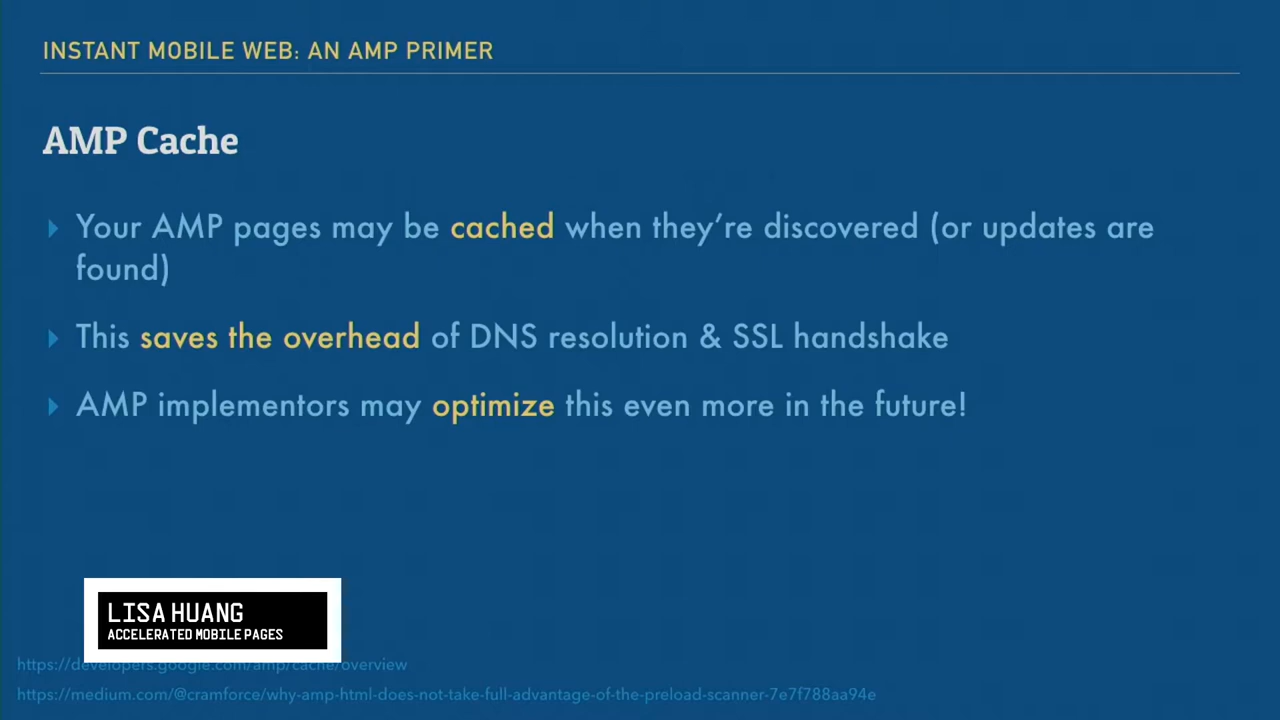 INSTANT MOBILE WEB: AN AMP PRIMER
AMP Cache
Your AMP pages may be cached when they’re discovered (or updates are
found)
This saves the overhead of DNS resolution & SSL handshake
AMP implementors may optimize this even more in the future!
LISA HUANG
ACCELERATED MOBILE PAGES
https://developers.google.com/amp/cache/overview
https://medium.com/@cramforce/why-amp-html-does-not-take-full-advantage-of-the-preload-scanner-7e7f788aa94e